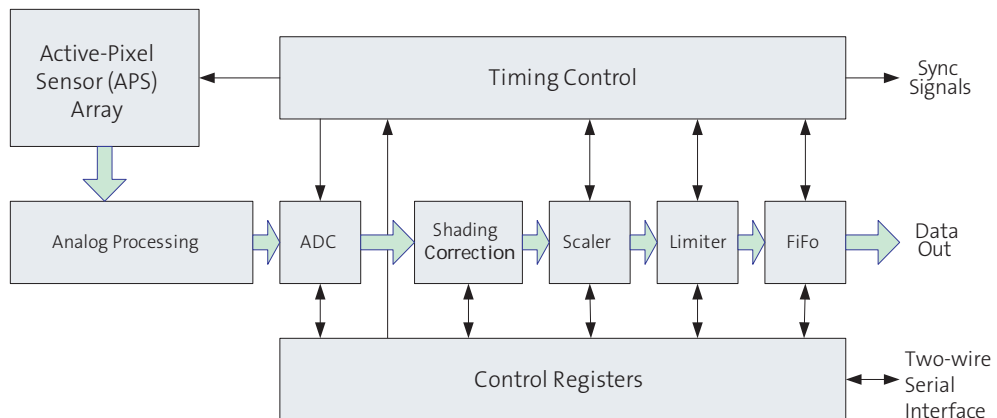 Active-Pixel
Sensor (APS)
Array
Timing Control
Sync
Signals
Analog Processing
ADC
Shading
Correction
Scaler
Limiter
FiFo
Data
Out
Control Registers
Two-wire
Serial
Interface